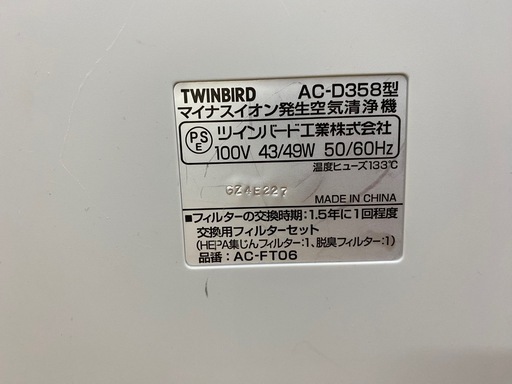 TWINBIRD AC-D358型
マイナスイオン発生空気清浄機
PS E ツインバード工業株式会社
100V 43/49W 50/60Hz
温度ヒューズ133℃
GZ4E227
MADE IN CHINA
■フィルターの交換時期:1.5年に1回程度
交換用フィルターセット
(HEPA集じんフィルター:1、脱臭フィルター:1)
品番:AC-FT06